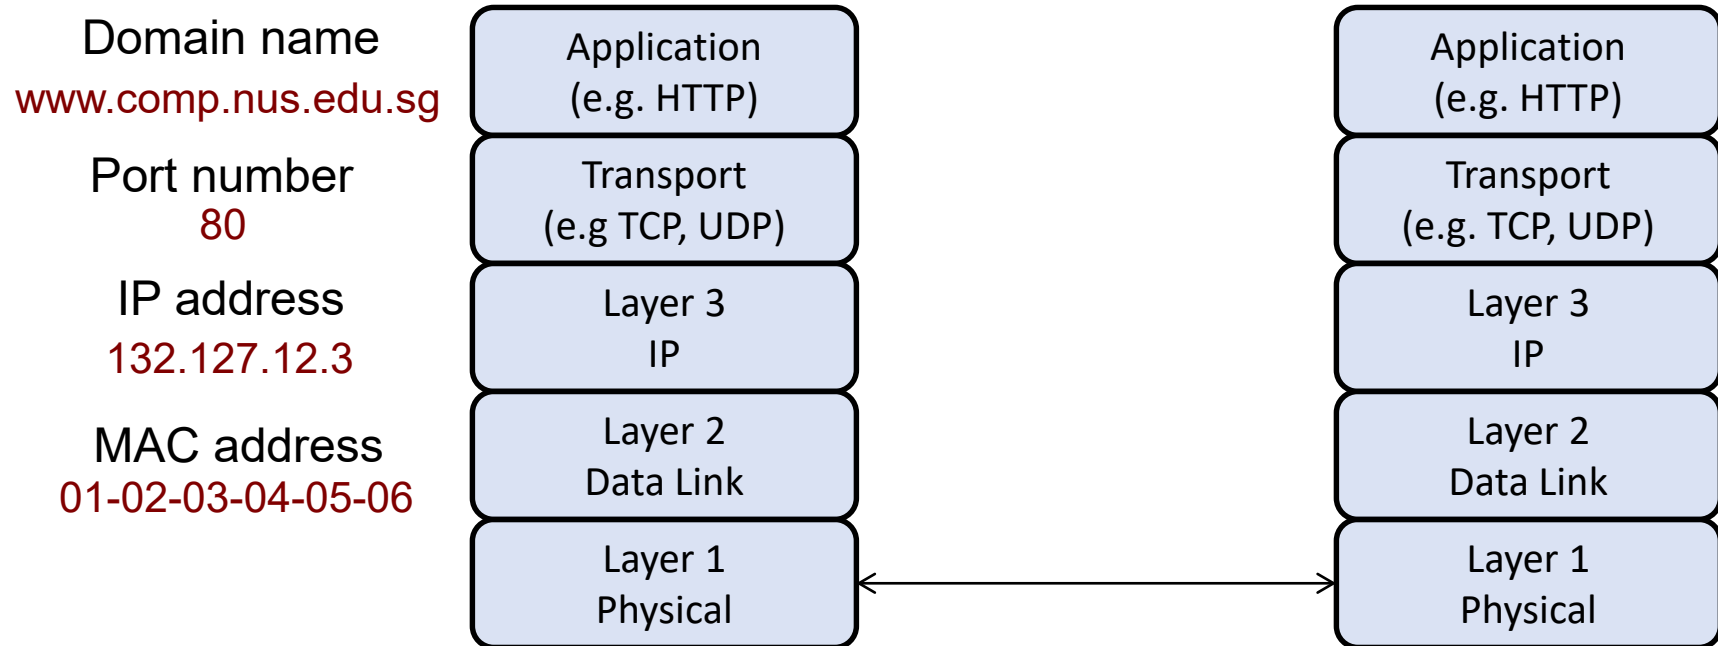 Domain name
www.comp.nus.edu.sg
Port number
80
IP address
132.127.12.3
MAC address
01-02-03-04-05-06
Application
(e.g. HTTP)
Transport
(e.g TCP, UDP)
Layer 3
IP
Layer 2
Data Link
Layer 1
Physical
Application
(e.g. HTTP)
Transport
(e.g. TCP, UDP)
Layer 3
IP
Layer 2
Data Link
Layer 1
Physical